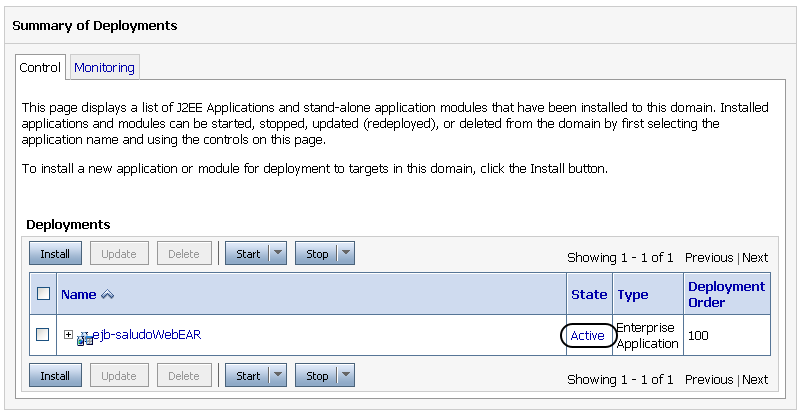 Summary of Deployments
Control Monitoring
This page displays a list of J2EE Applications and stand-alone application modules that have been installed to this domain. Installed
applications and modules can be started, stopped, updated (redeployed), or deleted from the domain by first selecting the
application name and using the controls on this page.
To install a new application or module for deployment to targets in this domain, click the Install button.
Deployments
Install Update Delete Start Stop Showing 1 - 1 of 1 Previous | Next
Name State Type Deployment
Order
ejb-saludoWebEAR Active Enterprise
Application 100
Install Update Delete Start Stop Showing 1 - 1 of 1 Previous | Next